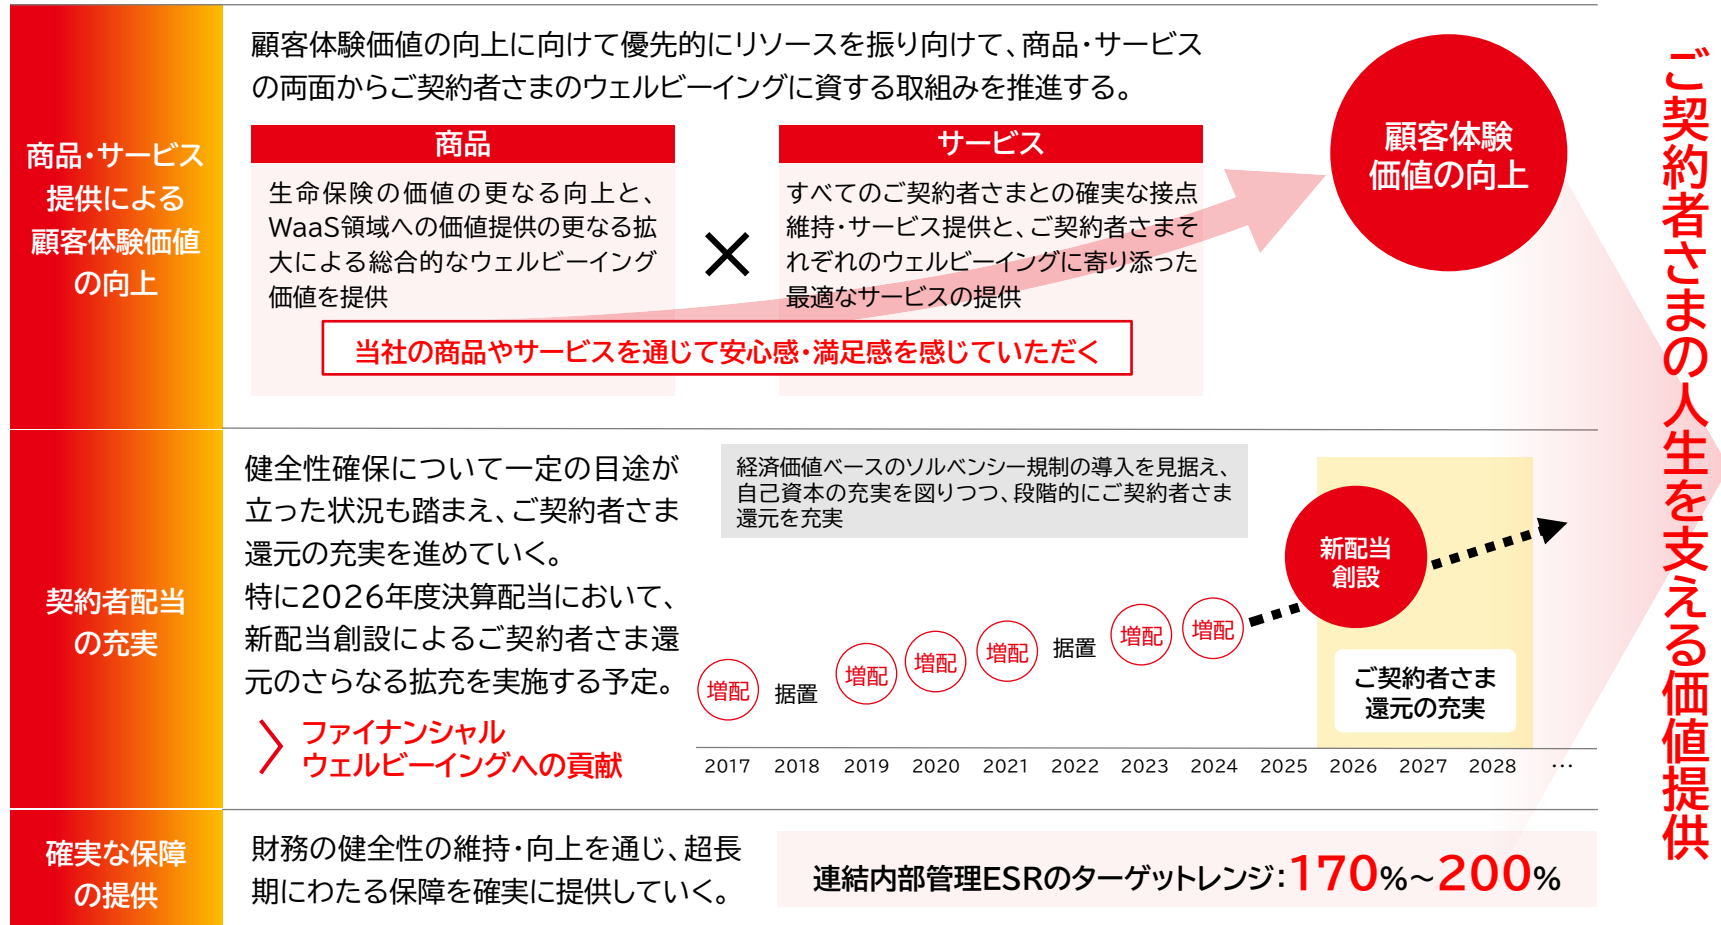 商品・サービス
提供による
顧客体験価値
の向上
顧客体験価値の向上に向けて優先的にリソースを振り向けて、商品・サービス
の両面からご契約者さまのウェルビーイングに資する取組みを推進する。
商品
生命保険の価値の更なる向上と、
WaaS領域への価値提供の更なる拡
大による総合的なウェルビーイング
価値を提供
×
サービス
すべてのご契約者さまとの確実な接点
維持・サービス提供と、ご契約者さまそ
れぞれのウェルビーイングに寄り添った
最適なサービスの提供
当社の商品やサービスを通じて安心感・満足感を感じていただく
顧客体験
価値の向上
契約者配当
の充実
健全性確保について一定の目途が
立った状況も踏まえ、ご契約者さま
還元の充実を進めていく。
特に2026年度決算配当において、
新配当創設によるご契約者さま還
元のさらなる拡充を実施する予定。
ファイナンシャル
ウェルビーイングへの貢献
経済価値ベースのソルベンシー規制の導入を見据え、
自己資本の充実を図りつつ、段階的にご契約者さま
還元を充実
増配
据置
増配
増配
増配
据置
増配
増配
新配当
創設
ご契約者さま
還元の充実
2017 2018 2019 2020 2021 2022 2023 2024 2025 2026 2027 2028 …
確実な保障
の提供
財務の健全性の維持・向上を通じ、超長
期にわたる保障を確実に提供していく。
連結内部管理ESRのターゲットレンジ：170%～200%
ご契約者さまの人生を支える価値提供